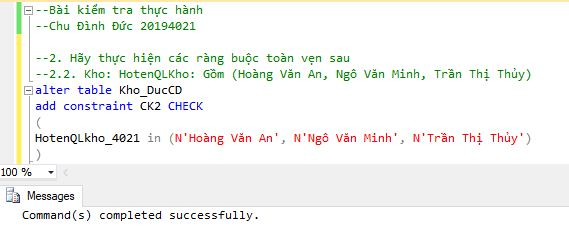 --Bài kiểm tra thực hành
--Chu Đình Đức 20194021
--2. Hãy thực hiện các ràng buộc toàn vẹn sau
--2.2. Kho: HotenQLKho: Gồm (Hoàng Văn An, Ngô Văn Minh, Trần Thị Thủy)
alter table Kho_DucCD
add constraint CK2 CHECK
(
HotenQLkho_4021 in (N'Hoàng Văn An', N'Ngô Văn Minh', N'Trần Thị Thủy')
)
100 %
Messages
Command(s) completed successfully.